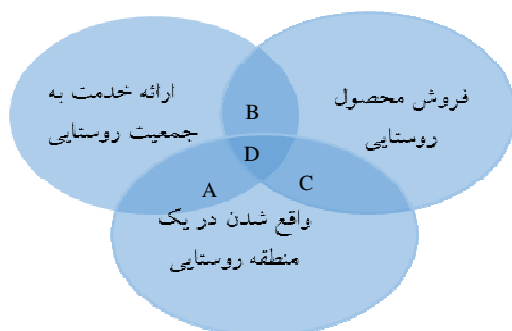 فروش محصول
روستایی
ارائه خدمت به
جمعیت روستایی
B
D
C
A
واقع شدن در یک
منطقه روستایی